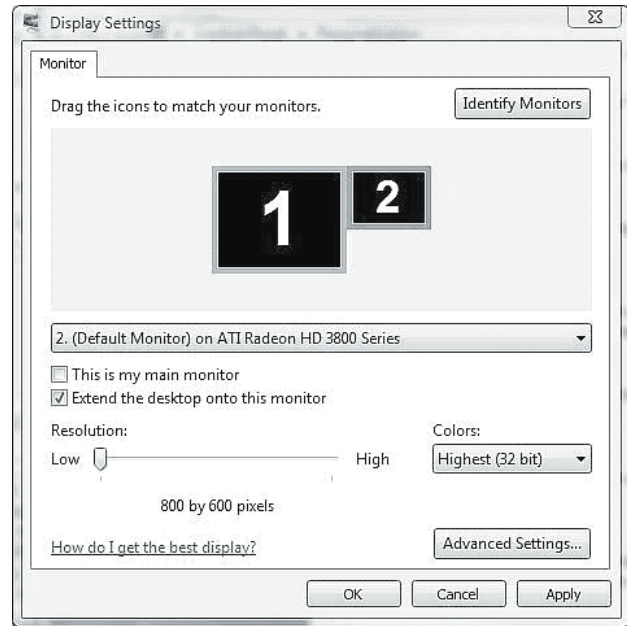 Display Settings
Monitor
Drag the icons to match your monitors.
Identify Monitors
1
2
2. (Default Monitor) on ATI Radeon HD 3800 Series
This is my main monitor
Extend the desktop onto this monitor
Resolution:
Colors:
Low
High
Highest (32 bit)
800 by 600 pixels
How do I get the best display?
Advanced Settings...
OK
Cancel
Apply